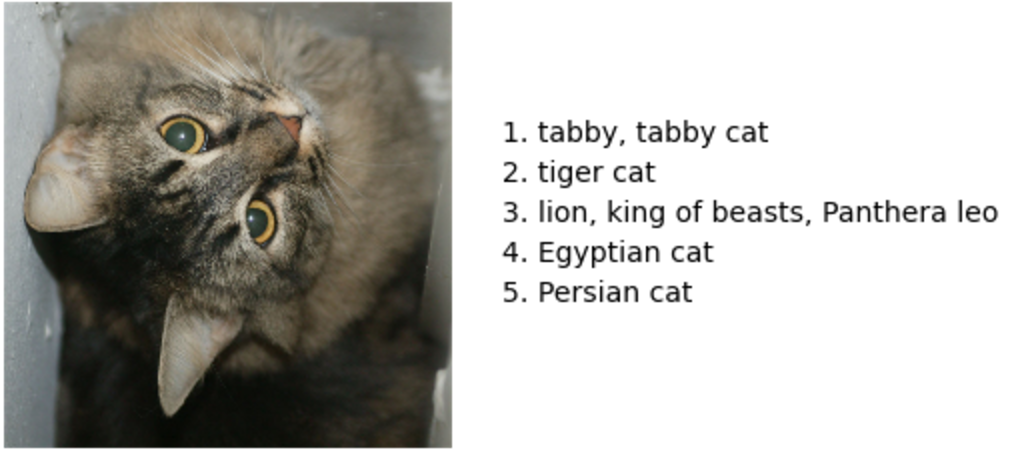 1. tabby, tabby cat
2. tiger cat
3. lion, king of beasts, Panthera leo
4. Egyptian cat
5. Persian cat